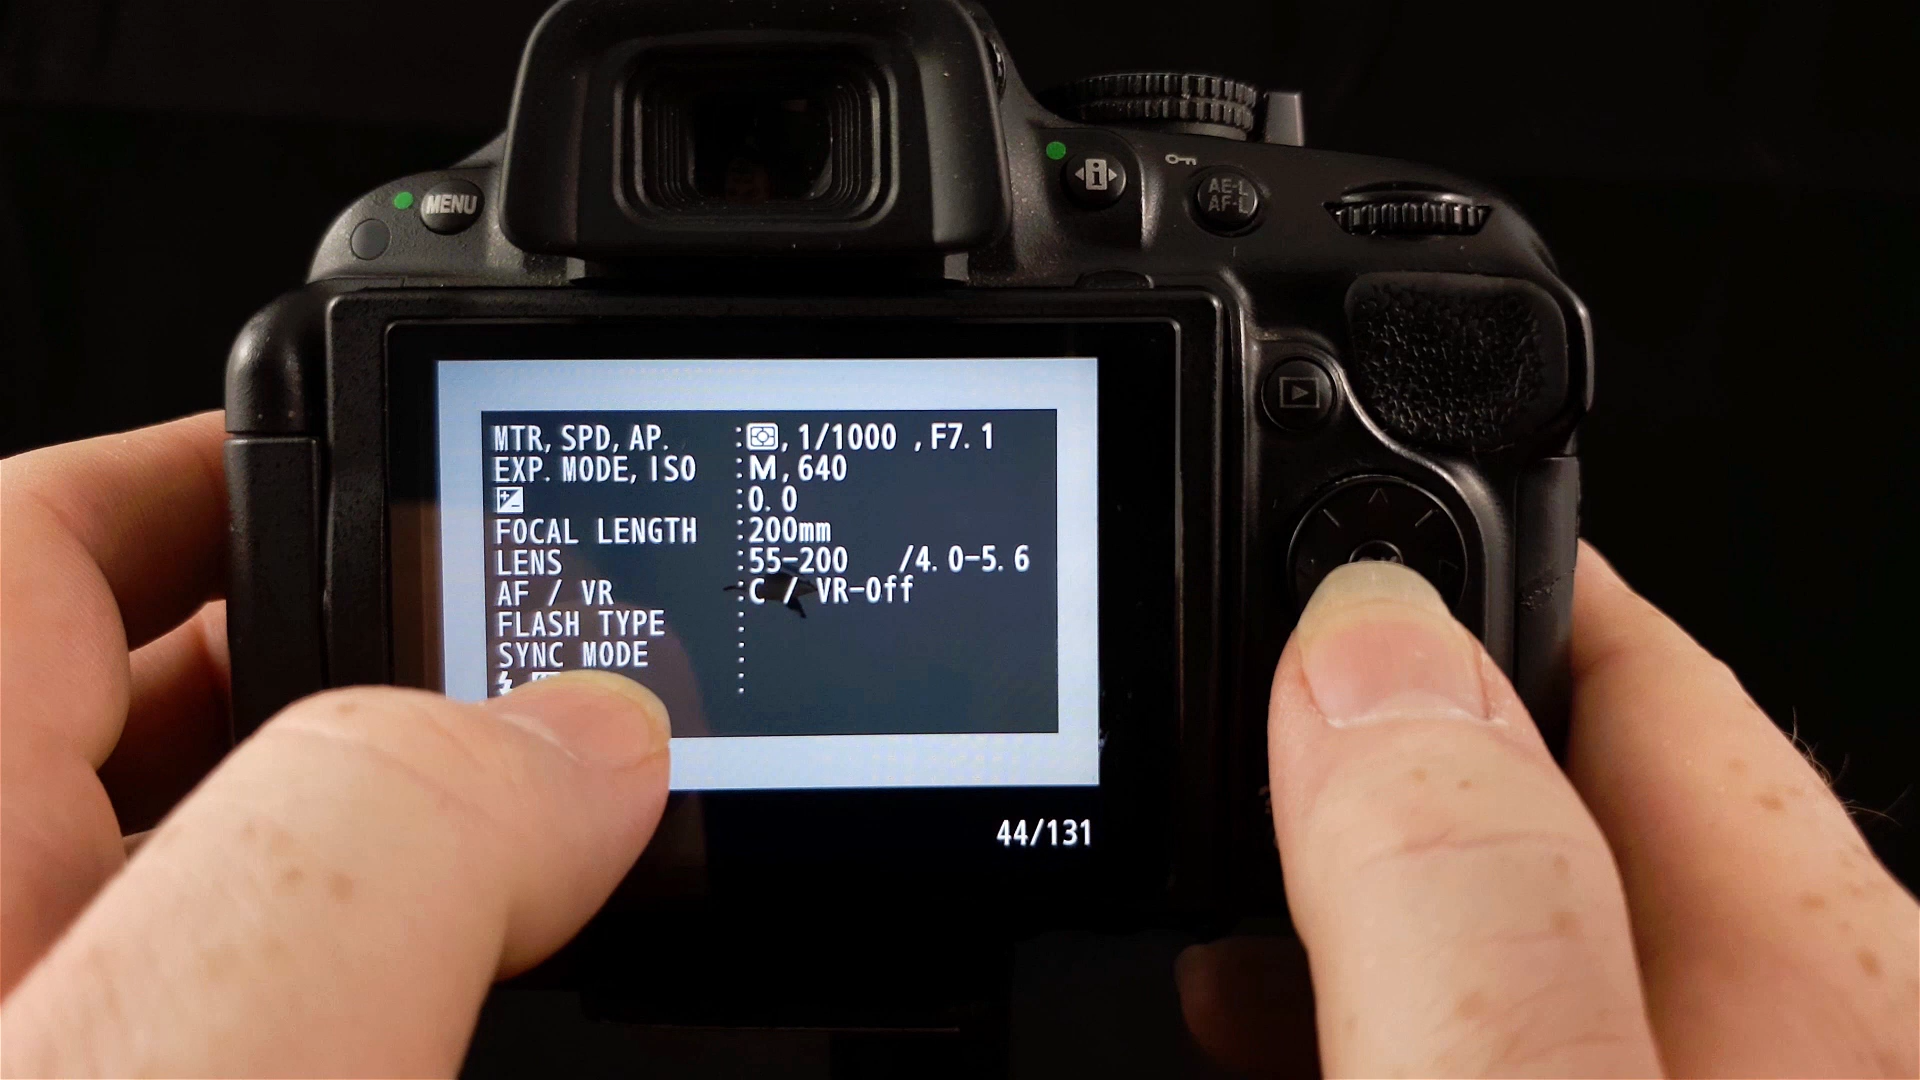 MENU
i
AE-L
AF-L
MTR, SPD, AP. : , 1/1000 , F7.1
EXP. MODE, ISO : M, 640
: 0.0
FOCAL LENGTH : 200mm
LENS : 55-200 /4.0-5.6
AF / VR : C / VR-Off
FLASH TYPE :
SYNC MODE :
:
44/131